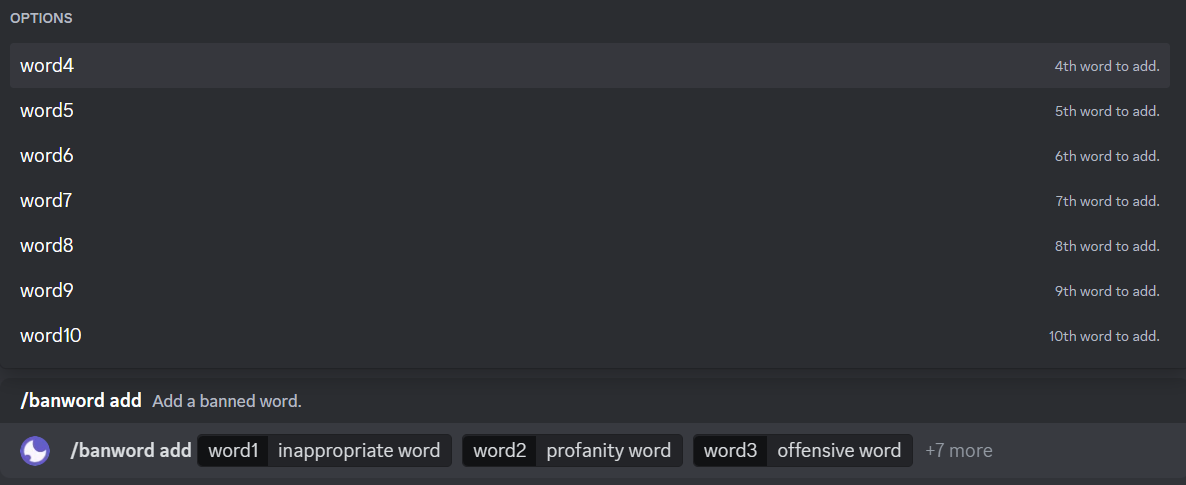 OPTIONS
word4 4th word to add.
word5 5th word to add.
word6 6th word to add.
word7 7th word to add.
word8 8th word to add.
word9 9th word to add.
word10 10th word to add.
/banword add Add a banned word.
/banword add word1 inappropriate word word2 profanity word word3 offensive word +7 more